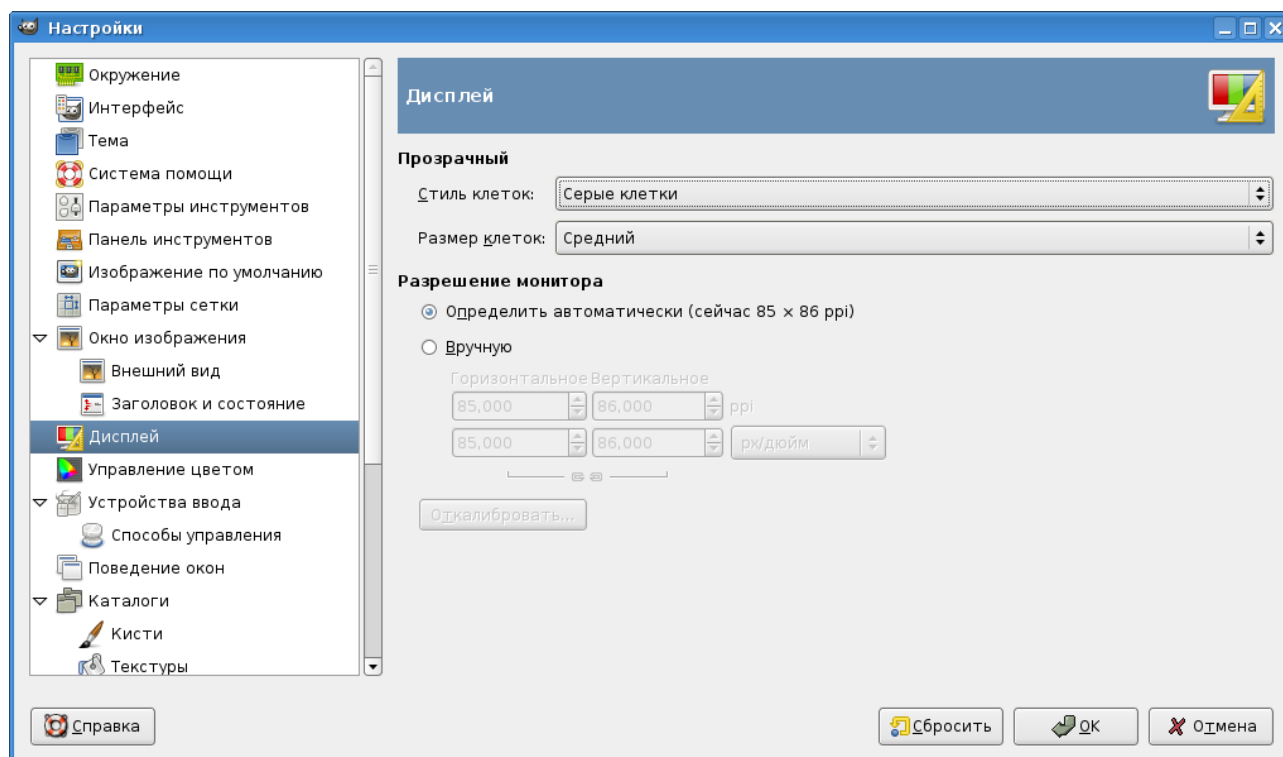 Настройки
Окружение
Интерфейс
Тема
Система помощи
Параметры инструментов
Панель инструментов
Изображение по умолчанию
Параметры сетки
Окно изображения
Внешний вид
Заголовок и состояние
Дисплей
Управление цветом
Устройства ввода
Способы управления
Поведение окон
Каталоги
Кисти
Текстуры
Дисплей
Прозрачный
Стиль клеток: Серые клетки
Размер клеток: Средний
Разрешение монитора
Определить автоматически (сейчас 85 × 86 ppi)
Вручную
Горизонтальное Вертикальное
85,000 86,000 ppi
85,000 86,000 px/дюйм
Откалибровать...
Справка Сбросить OK Отмена